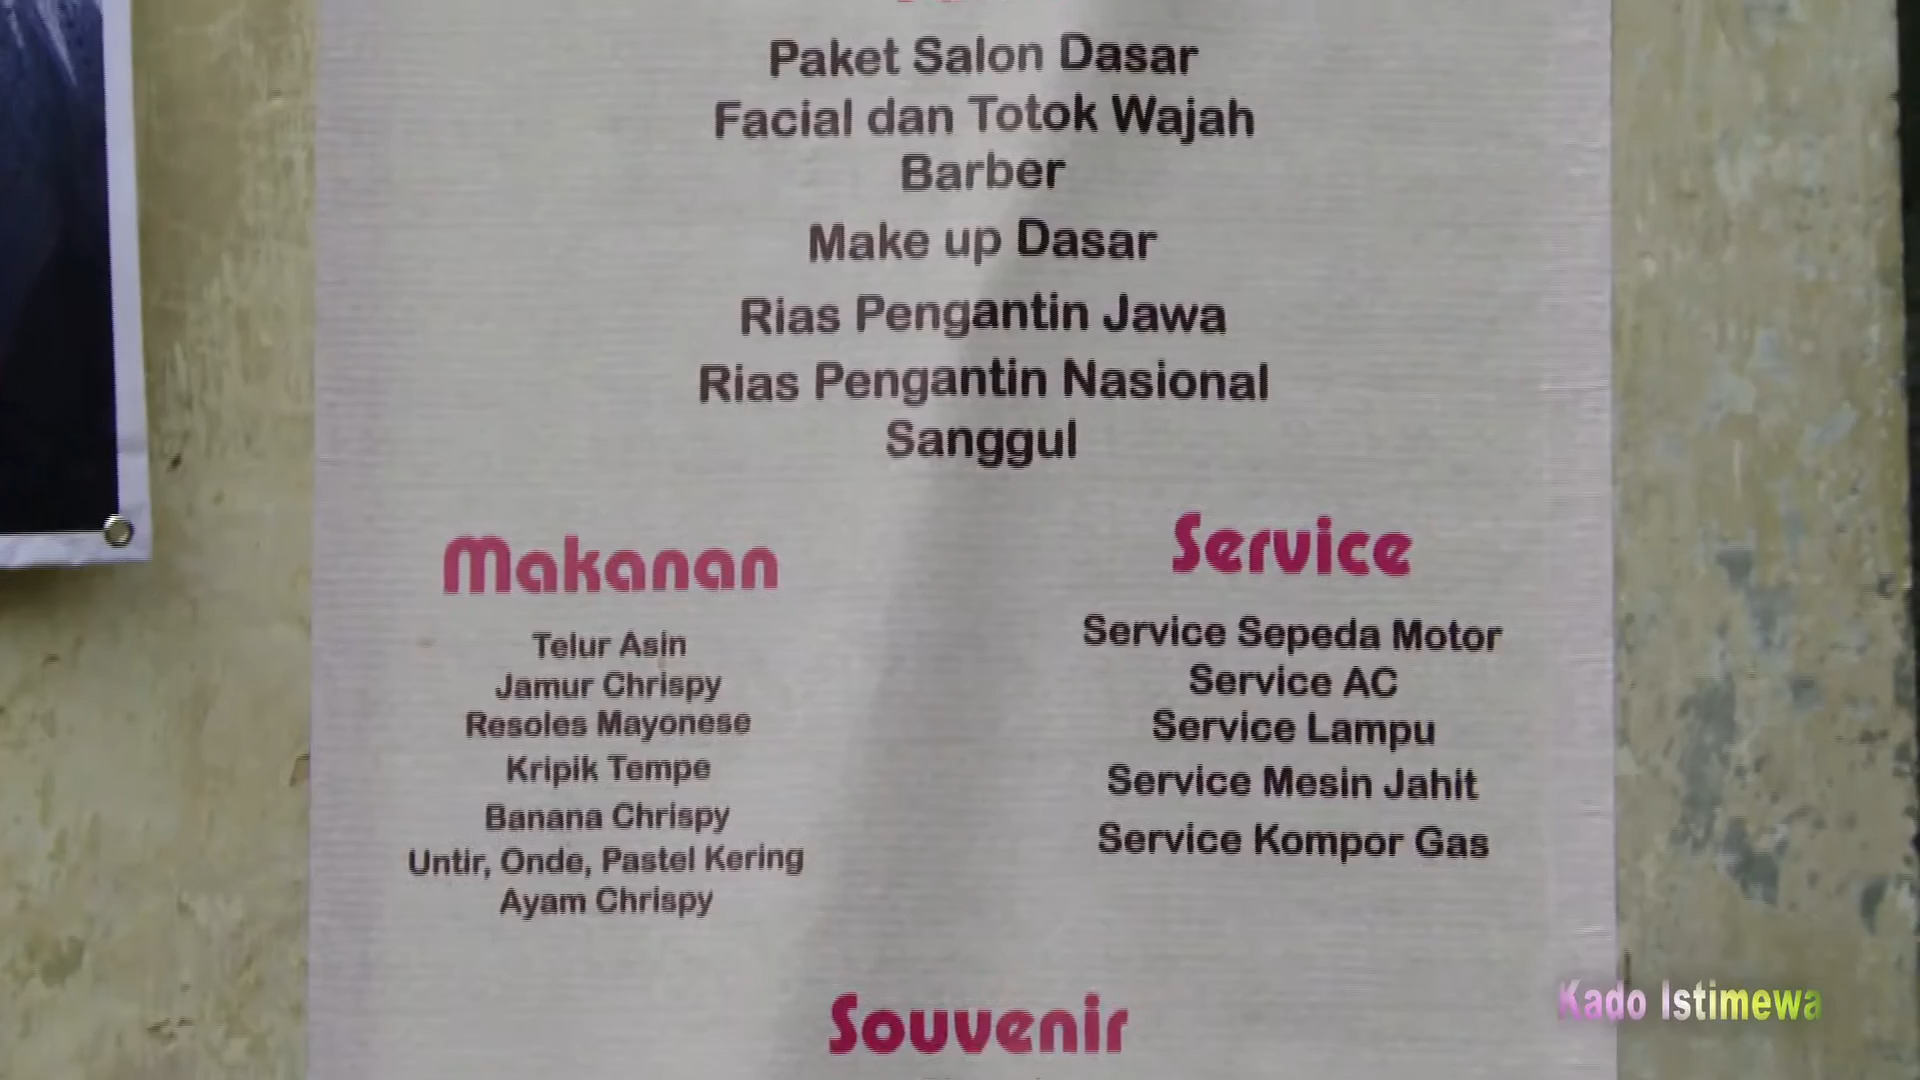 Paket Salon Dasar
Facial dan Totok Wajah
Barber
Make up Dasar
Rias Pengantin Jawa
Rias Pengantin Nasional
Sanggul
Makanan
Telur Asin
Jamur Chrispy
Resoles Mayonese
Kripik Tempe
Banana Chrispy
Untir, Onde, Pastel Kering
Ayam Chrispy
Service
Service Sepeda Motor
Service AC
Service Lampu
Service Mesin Jahit
Service Kompor Gas
Souvenir
Kado Istimewa